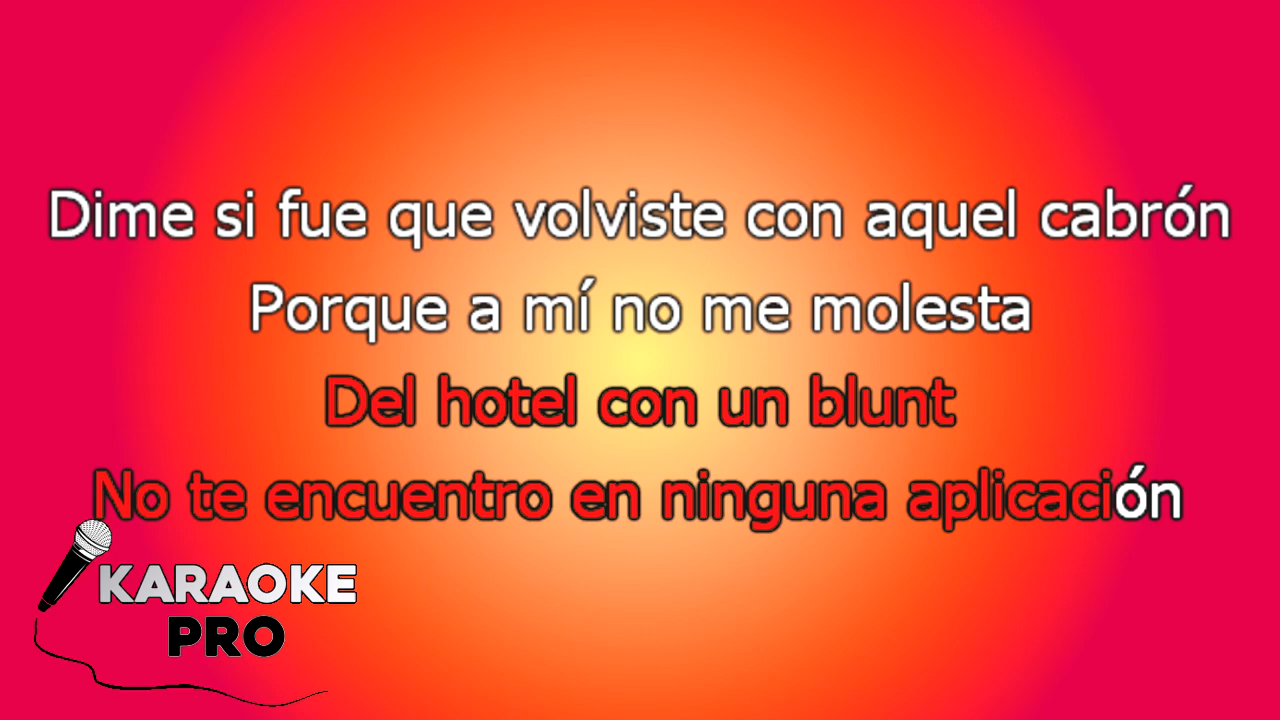 Dime si fue que volviste con aquel cabrón
Porque a mí no me molesta
Del hotel con un blunt
No te encuentro en ninguna aplicación
KARAOKE
PRO